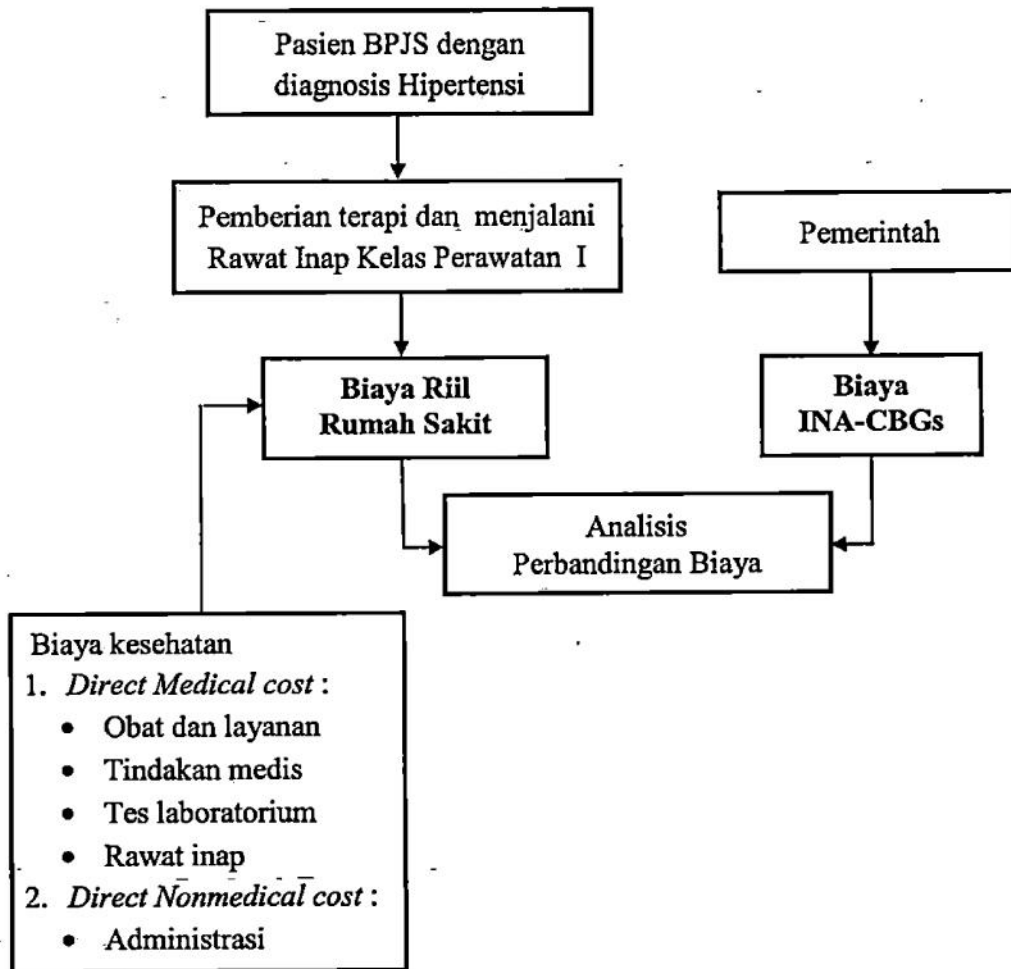 Pasien BPJS dengan
diagnosis Hipertensi
Pemberian terapi dan menjalani
Rawat Inap Kelas Perawatan I
Pemerintah
Biaya Riil
Rumah Sakit
Biaya
INA-CBGs
Analisis
Perbandingan Biaya
Biaya kesehatan
1. Direct Medical cost :
• Obat dan layanan
• Tindakan medis
• Tes laboratorium
• Rawat inap
2. Direct Nonmedical cost :
• Administrasi